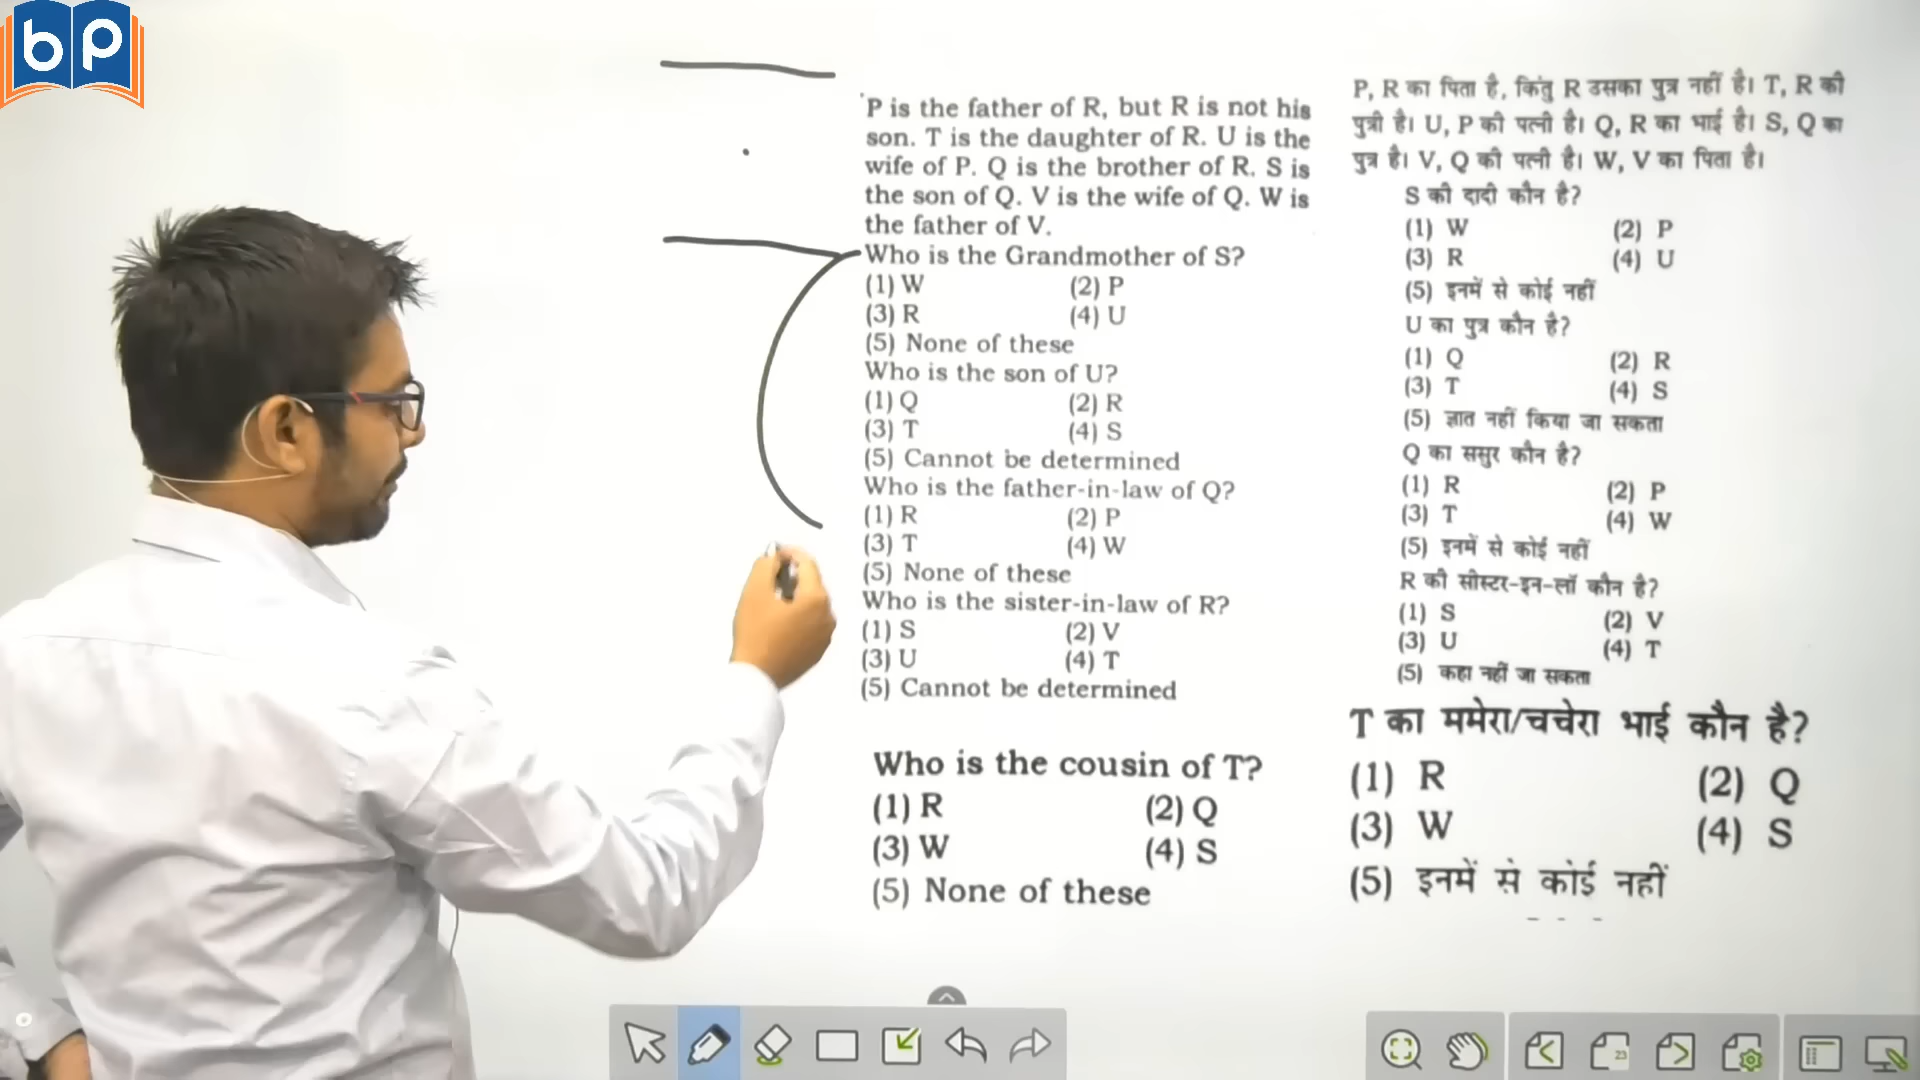 bp
P is the father of R, but R is not his
son. T is the daughter of R. U is the
wife of P. Q is the brother of R. S is
the son of Q. V is the wife of Q. W is
the father of V.
Who is the Grandmother of S?
(1) W (2) P
(3) R (4) U
(5) None of these
Who is the son of U?
(1) Q (2) R
(3) T (4) S
(5) Cannot be determined
Who is the father-in-law of Q?
(1) R (2) P
(3) T (4) W
(5) None of these
Who is the sister-in-law of R?
(1) S (2) V
(3) U (4) T
(5) Cannot be determined
Who is the cousin of T?
(1) R (2) Q
(3) W (4) S
(5) None of these
P, R का पिता है, किंतु R उसका पुत्र नहीं है। T, R की
पुत्री है। U, P की पत्नी है। Q, R का भाई है। S, Q का
पुत्र है। V, Q की पत्नी है। W, V का पिता है।
S की दादी कौन है?
(1) W (2) P
(3) R (4) U
(5) इनमें से कोई नहीं
U का पुत्र कौन है?
(1) Q (2) R
(3) T (4) S
(5) ज्ञात नहीं किया जा सकता
Q का ससुर कौन है?
(1) R (2) P
(3) T (4) W
(5) इनमें से कोई नहीं
R की सीस्टर-इन-लॉ कौन है?
(1) S (2) V
(3) U (4) T
(5) कहा नहीं जा सकता
T का ममेरा/चचेरा भाई कौन है?
(1) R (2) Q
(3) W (4) S
(5) इनमें से कोई नहीं
23